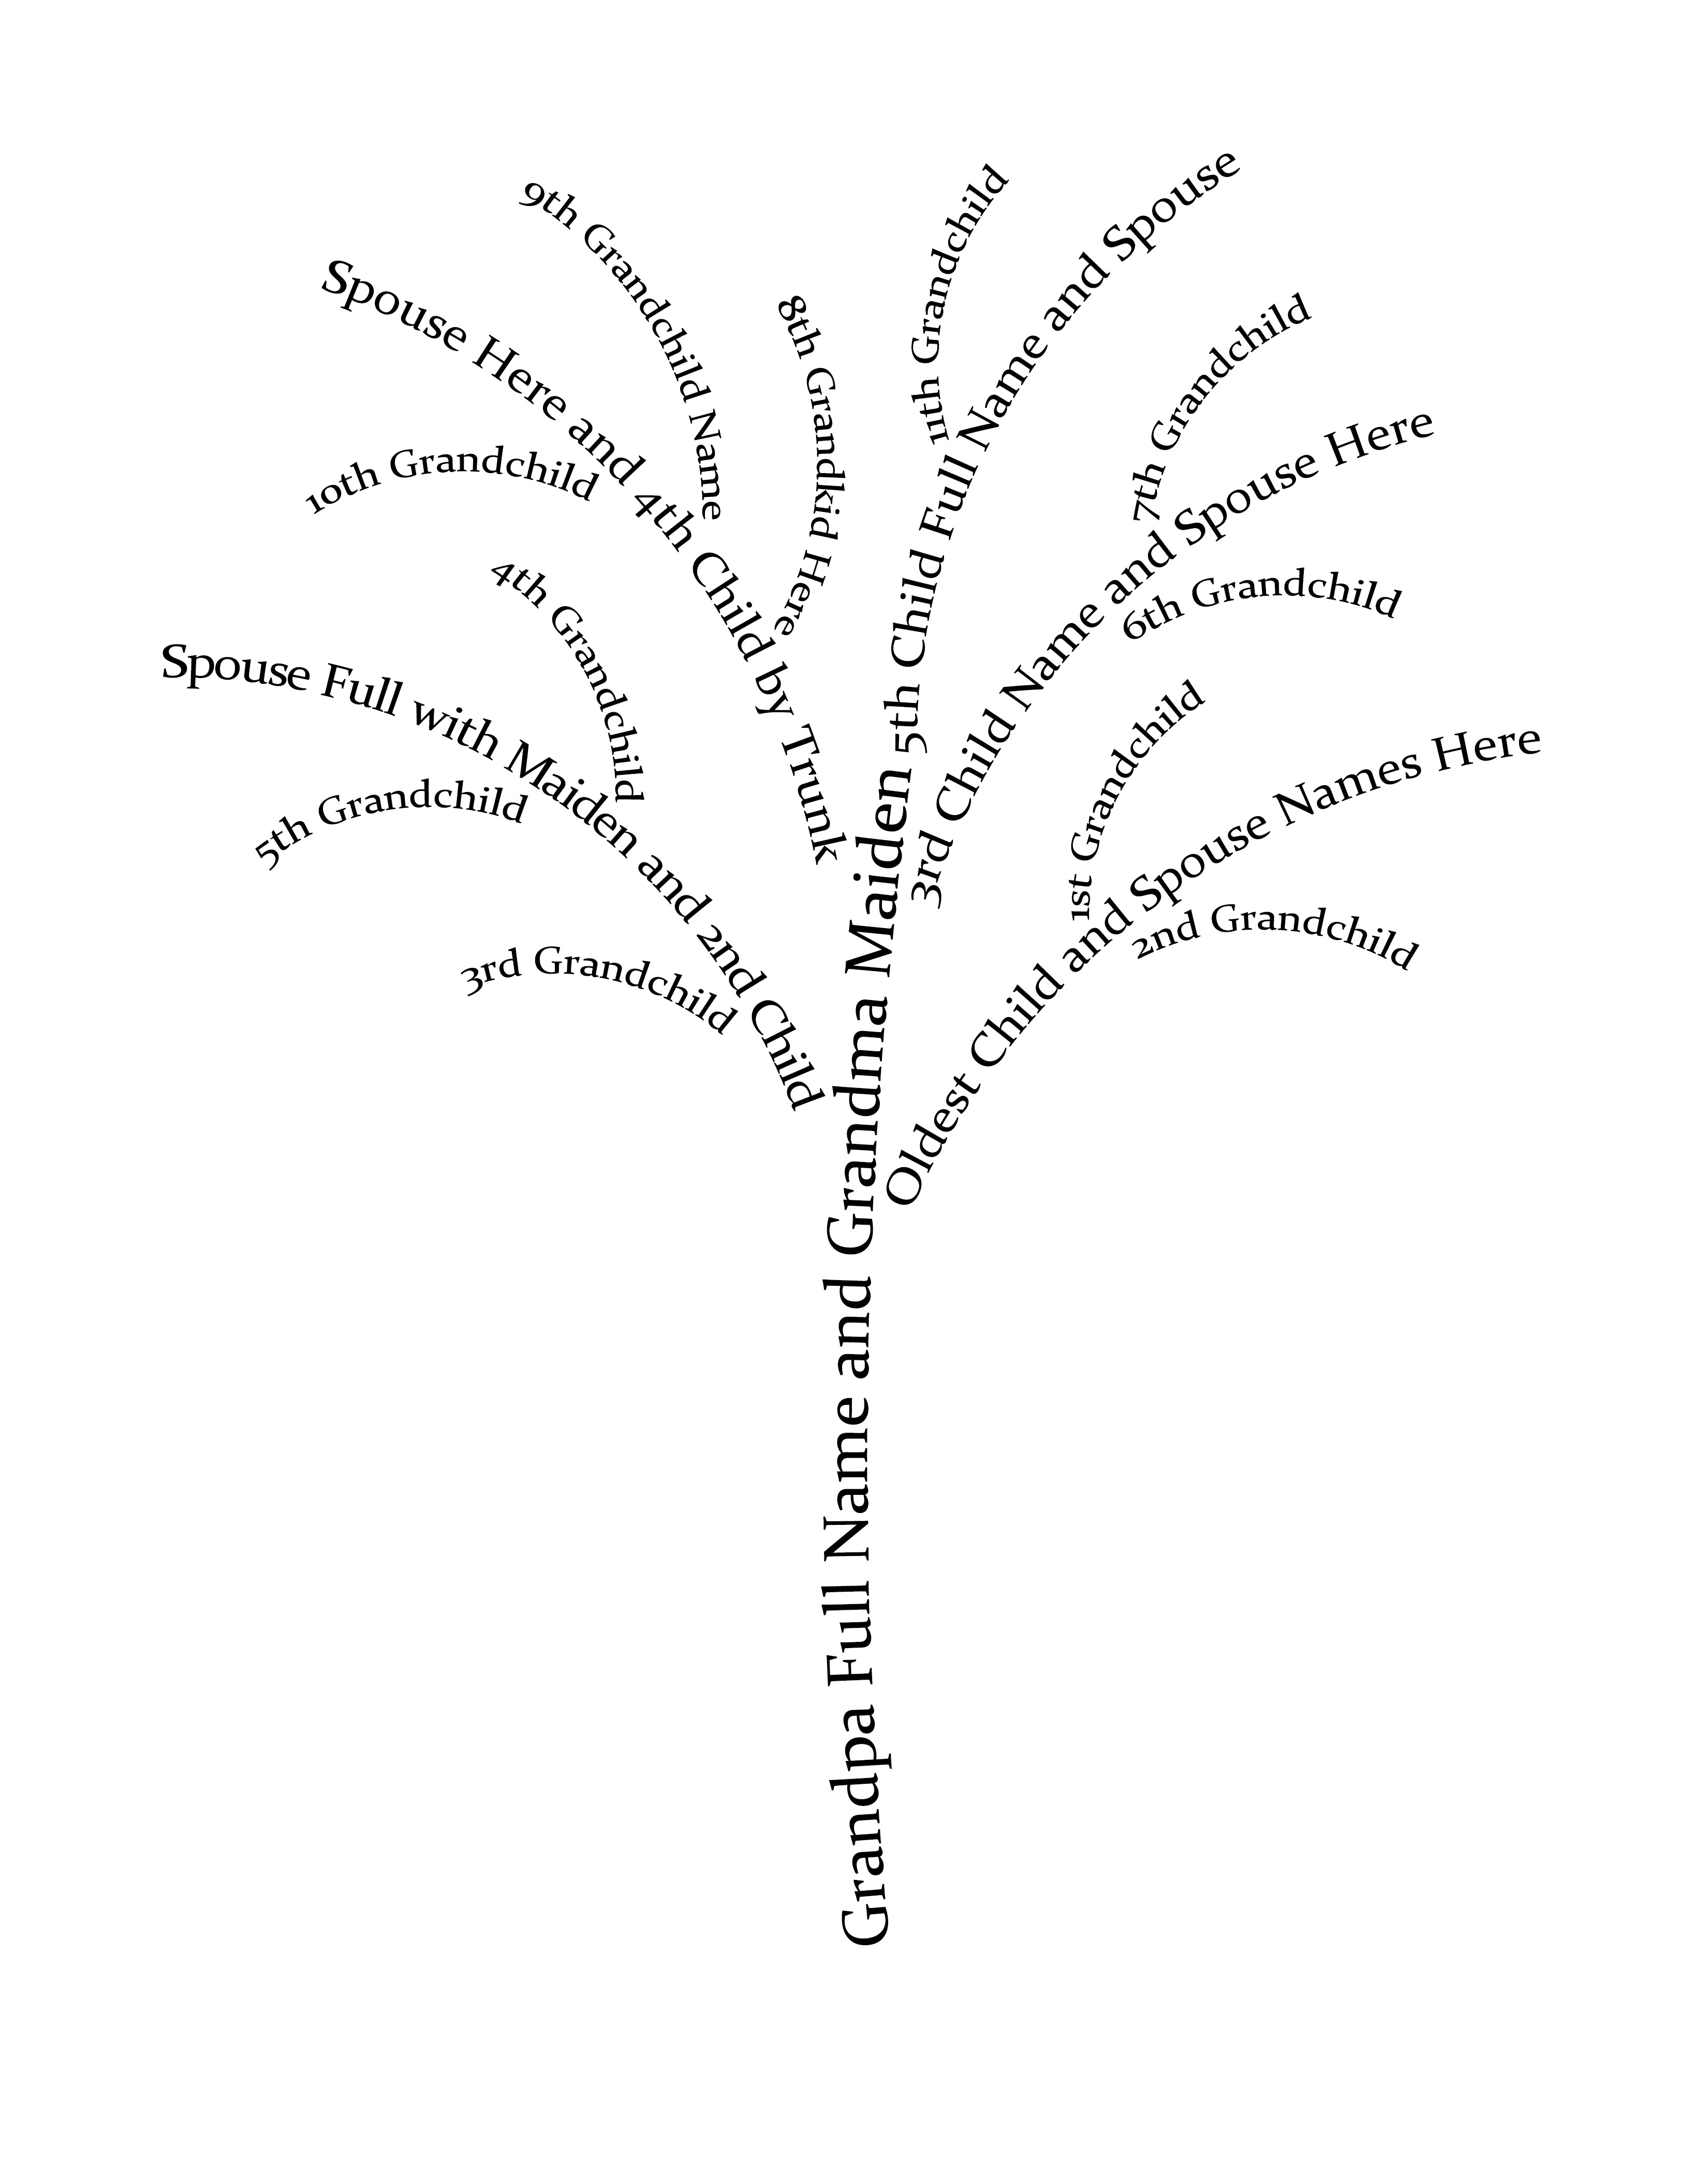 9th Grandchild Name
Spouse Here and 4th Child by Trunk
8th Grandkid Here
10th Grandchild
11th Grandchild
5th Child Full Name and Spouse
7th Grandchild
3rd Child Name and Spouse Here
6th Grandchild
4th Grandchild
Spouse Full with Maiden and 2nd Child
5th Grandchild
3rd Grandchild
1st Grandchild
Oldest Child and Spouse Names Here
2nd Grandchild
Grandpa Full Name and Grandma Maiden